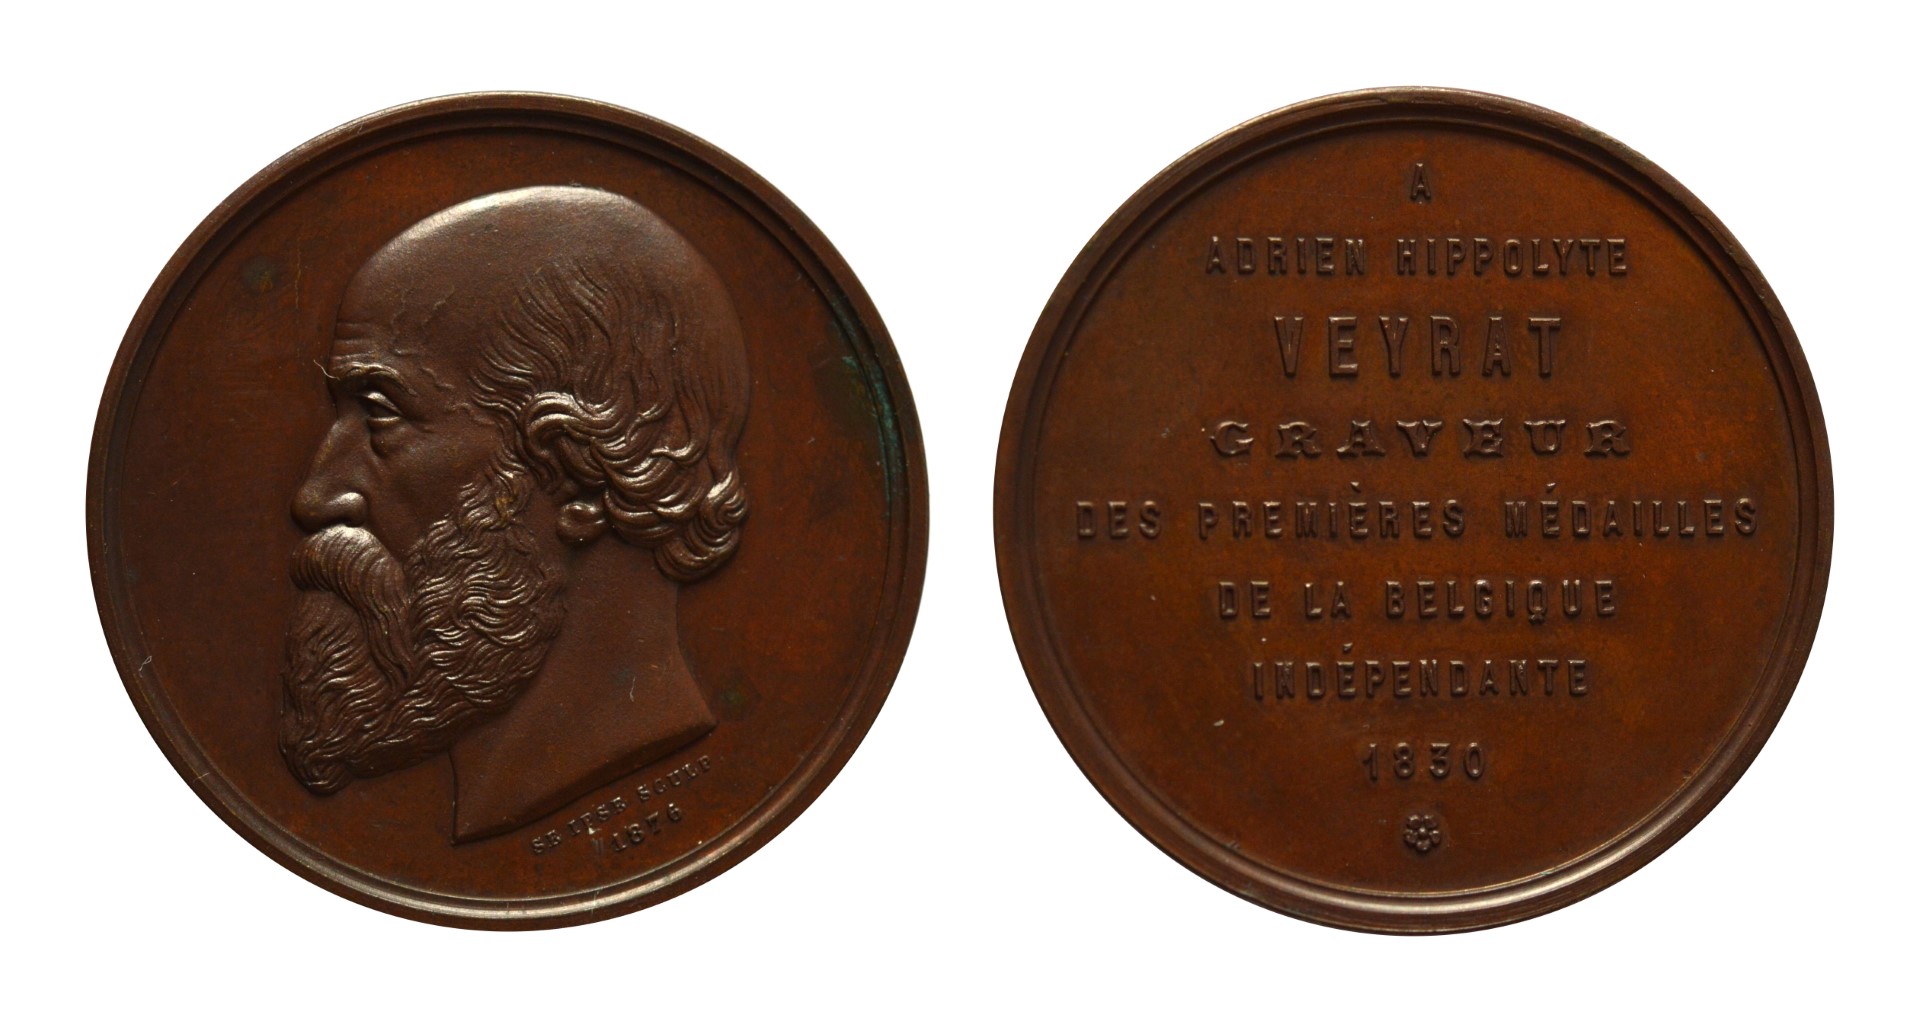 SE IPSE SCULP
1876
A
ADRIEN HIPPOLYTE
VEYRAT
GRAVEUR
DES PREMIÈRES MÉDAILLES
DE LA BELGIQUE
INDÉPENDANTE
1830